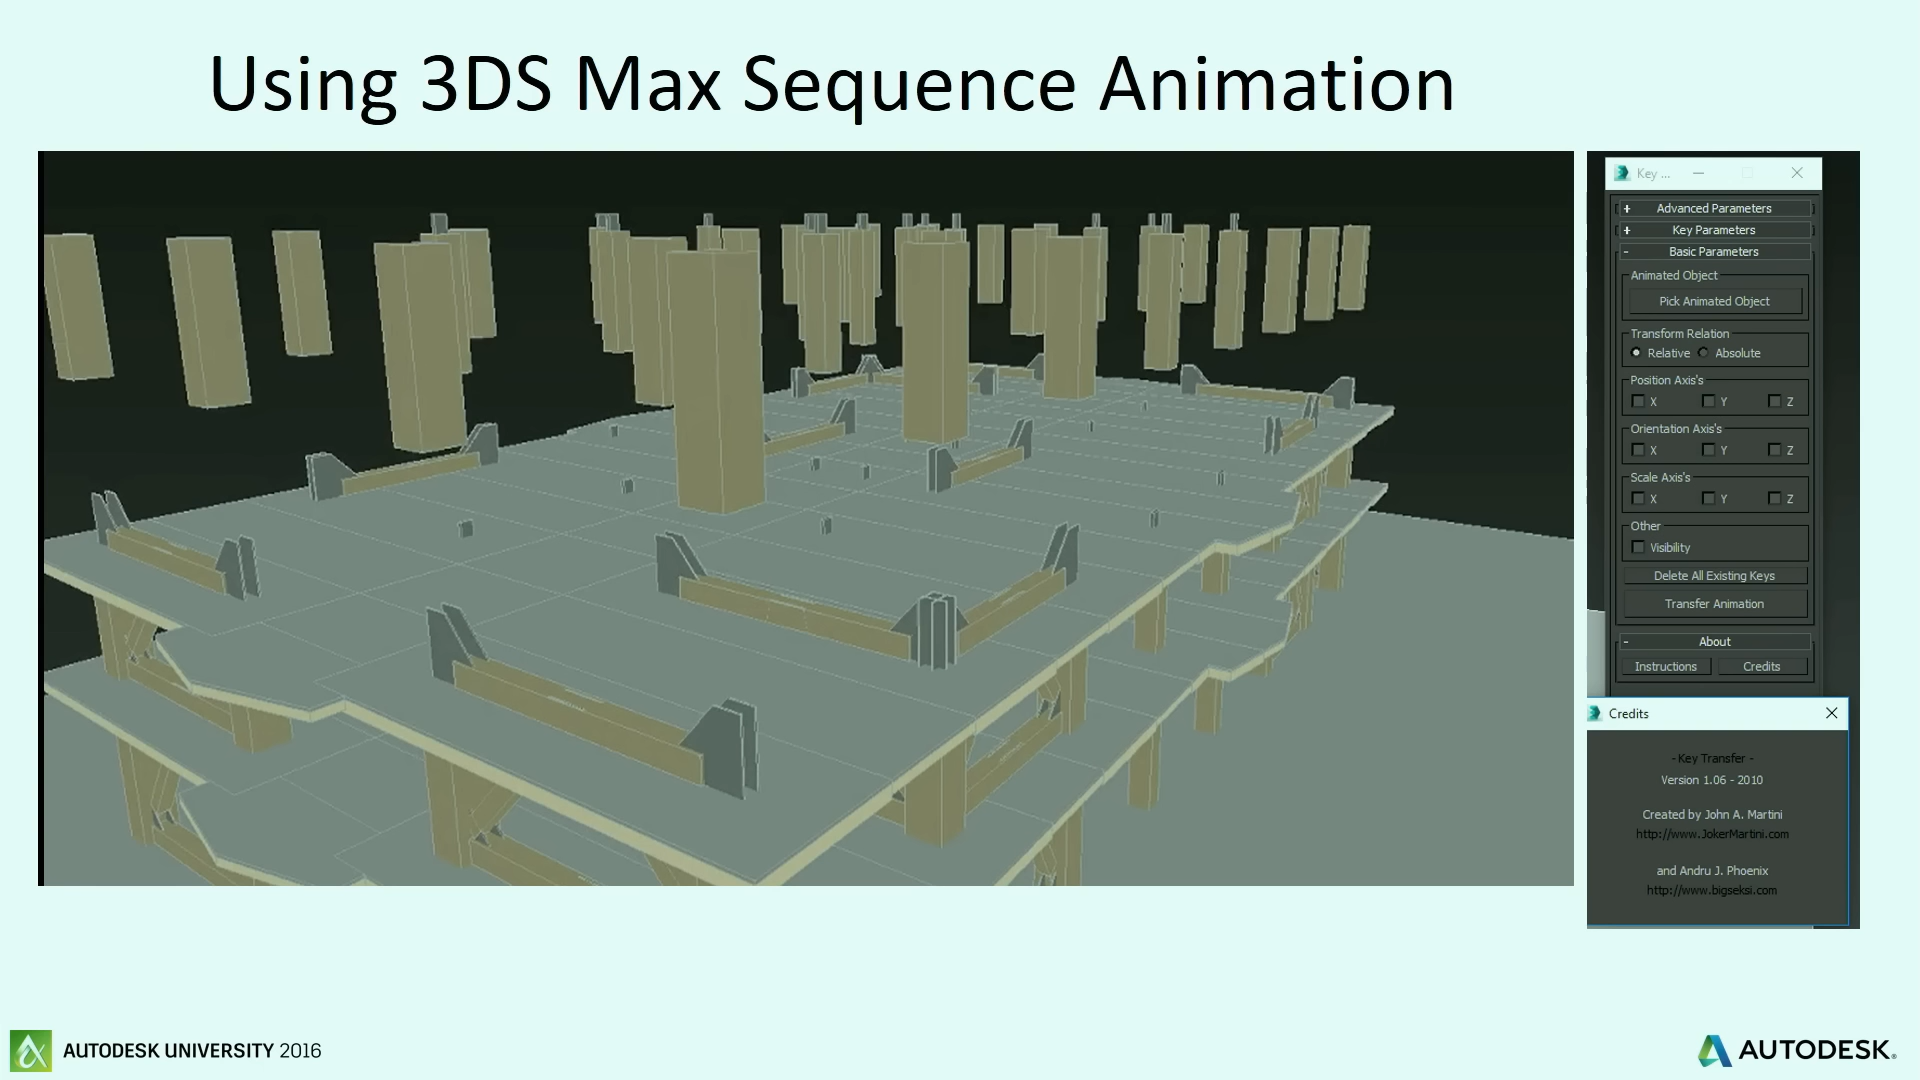 Using 3DS Max Sequence Animation
Key ...
+ Advanced Parameters
+ Key Parameters
- Basic Parameters
Animated Object
Pick Animated Object
Transform Relation
Relative Absolute
Position Axis's
X Y Z
Orientation Axis's
X Y Z
Scale Axis's
X Y Z
Other
Visibility
Delete All Existing Keys
Transfer Animation
- About
Instructions Credits
Credits
- Key Transfer -
Version 1.06 - 2010
Created by John A. Martini
http://www.JokerMartini.com
and Andru J. Phoenix
http://www.bigseksi.com
AUTODESK UNIVERSITY 2016
AUTODESK®